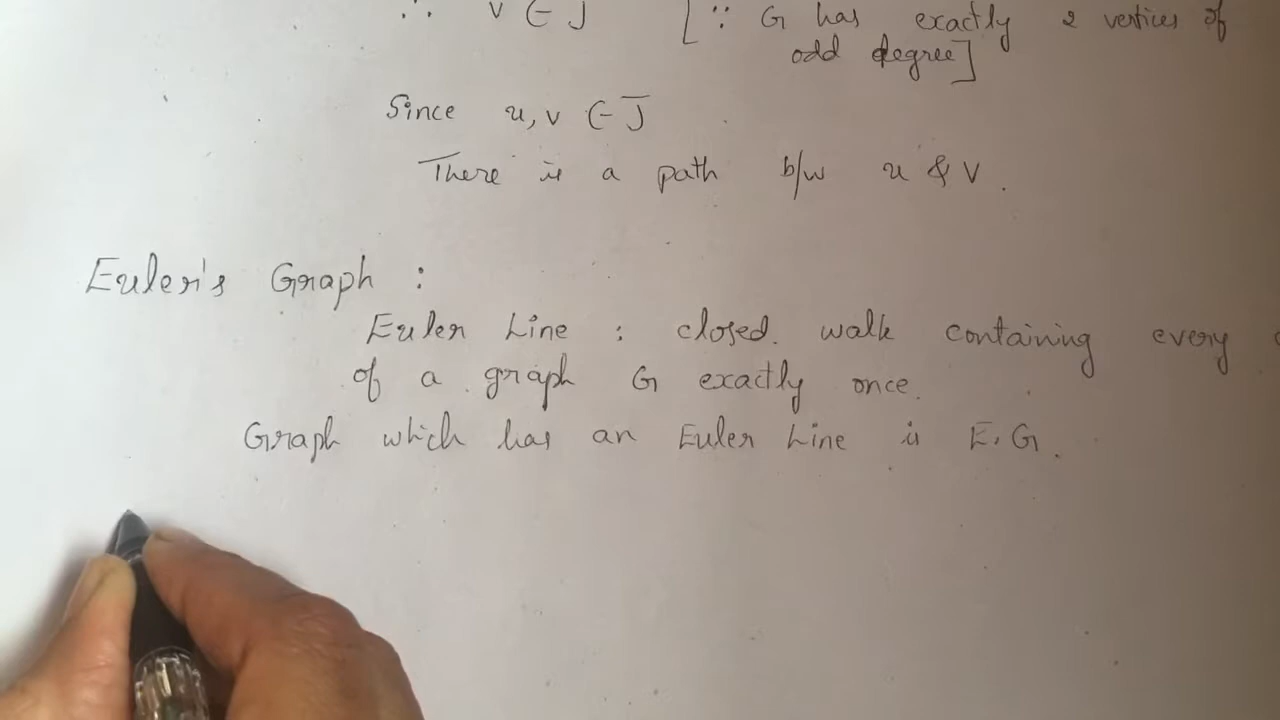 ∴ v ∈ J [∵ G has exactly 2 vertices of
odd degree]
Since u, v ∈ J
There is a path b/w u & v.
Euler's Graph :
Euler Line : closed walk containing every
of a graph G exactly once.
Graph which has an Euler Line is E.G.